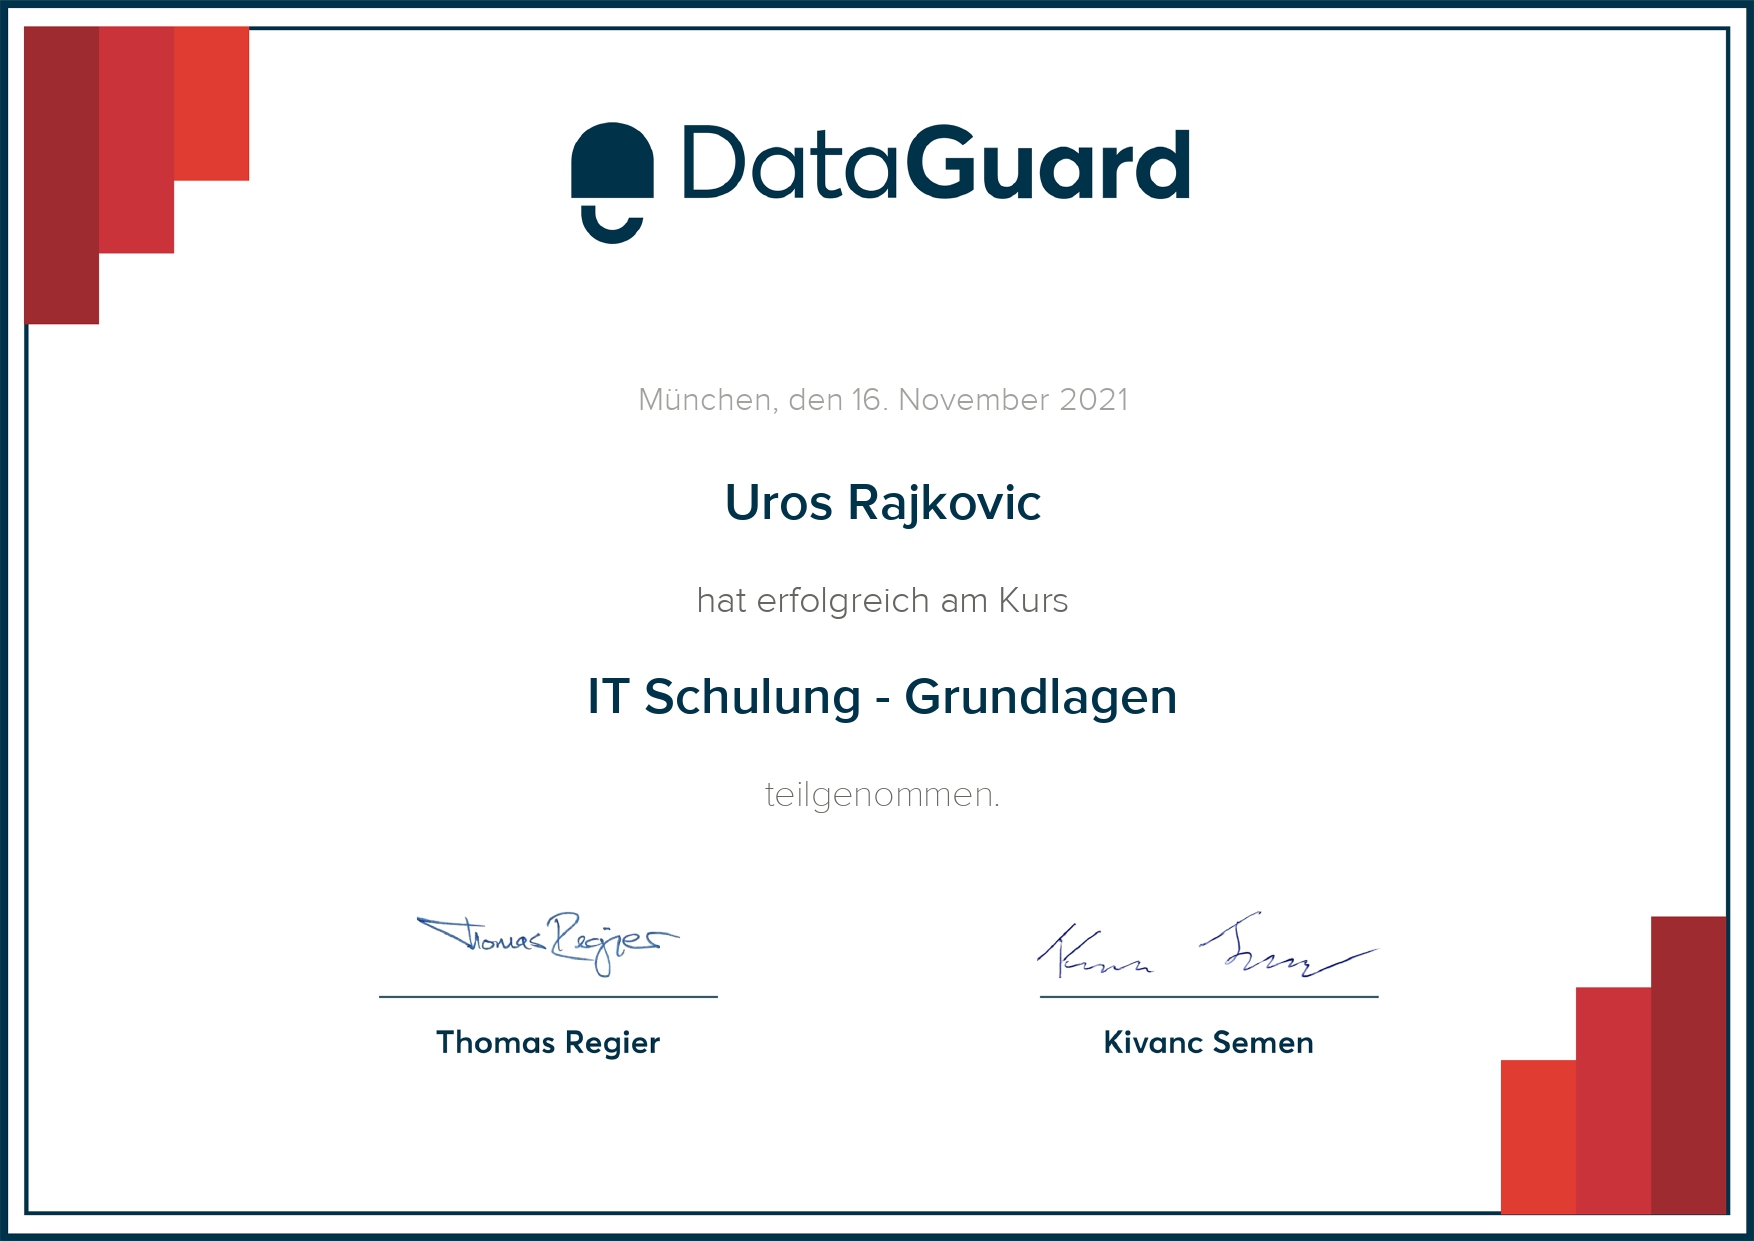 DataGuard
München, den 16. November 2021
Uros Rajkovic
hat erfolgreich am Kurs
IT Schulung - Grundlagen
teilgenommen.
Thomas Regier
Thomas Regier
Kivanc Semen